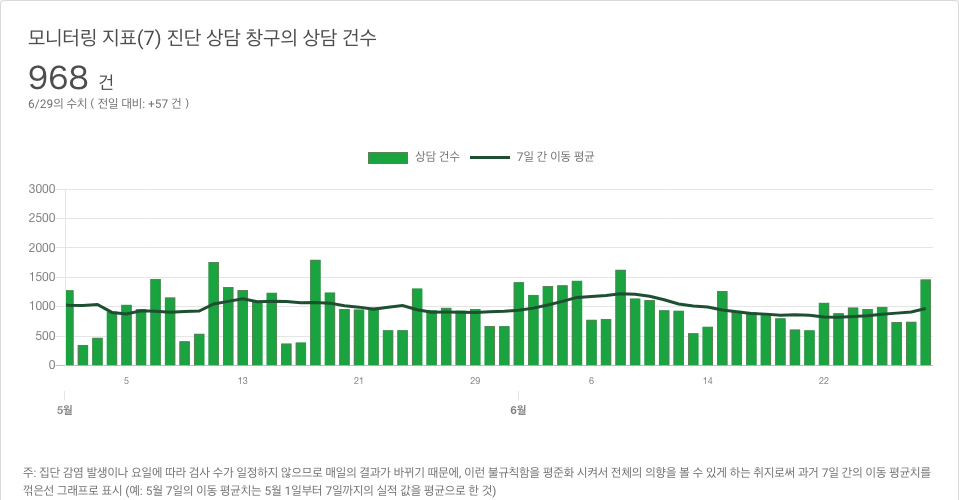 모니터링 지표(7) 진단 상담 창구의 상담 건수
968 건
6/29의 수치 ( 전일 대비: +57 건 )
상담 건수 7일 간 이동 평균
3000
2500
2000
1500
1000
500
0
5 13 21 29 6 14 22
5월 6월
주: 집단 감염 발생이나 요일에 따라 검사 수가 일정하지 않으므로 매일의 결과가 바뀌기 때문에, 이런 불규칙함을 평준화 시켜서 전체의 의향을 볼 수 있게 하는 취지로써 과거 7일 간의 이동 평균치를
꺾은선 그래프로 표시 (예: 5월 7일의 이동 평균치는 5월 1일부터 7일까지의 실적 값을 평균으로 한 것)